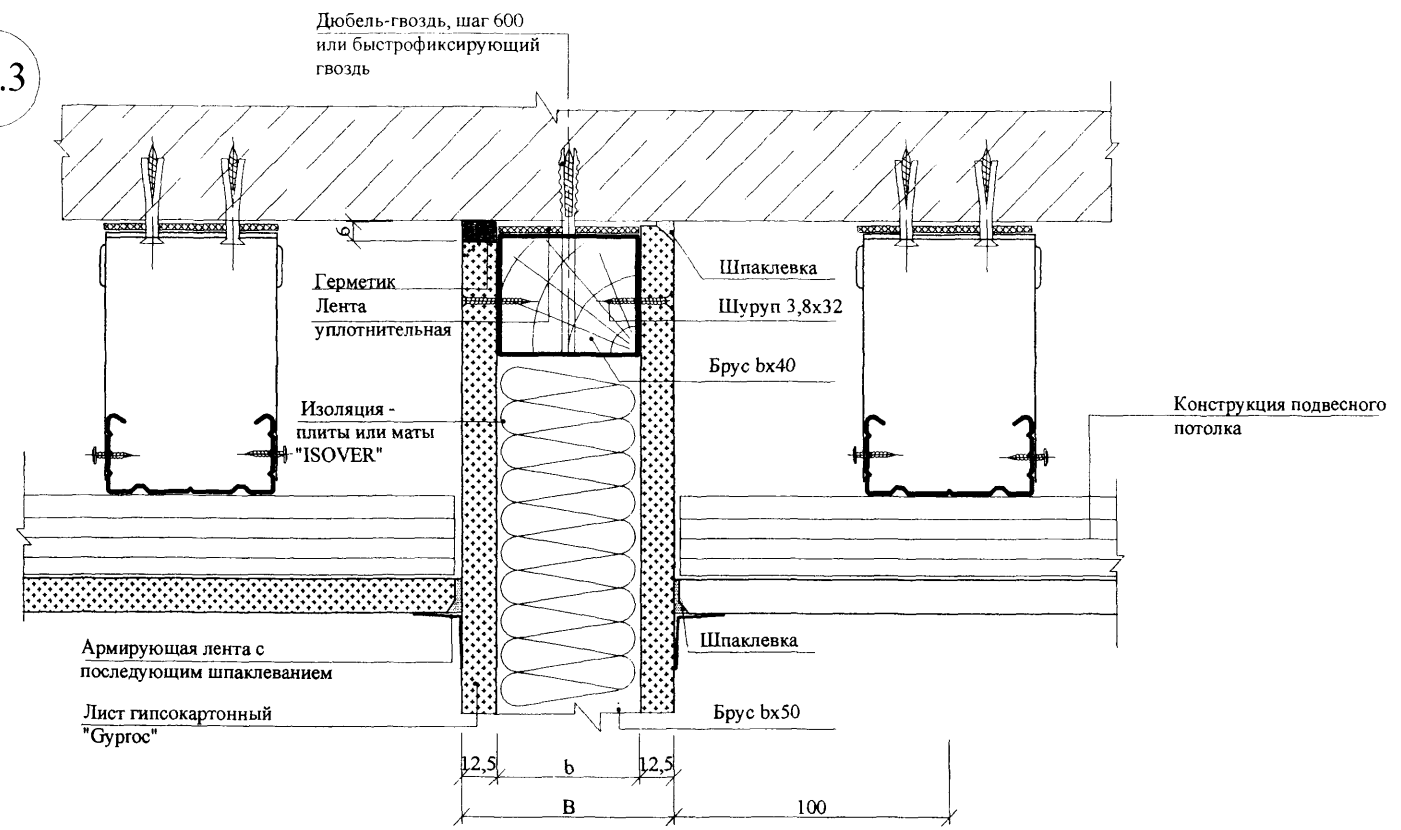 .3
Дюбель-гвоздь, шаг 600
или быстрофиксирующий
гвоздь
6
Герметик
Лента
уплотнительная
Шпаклевка
Шуруп 3,8х32
Брус bх40
Изоляция -
плиты или маты
"ISOVER"
Конструкция подвесного
потолка
Армирующая лента с
последующим шпаклеванием
Шпаклевка
Лист гипсокартонный
"Gyproc"
Брус bх50
12,5
b
12,5
В
100